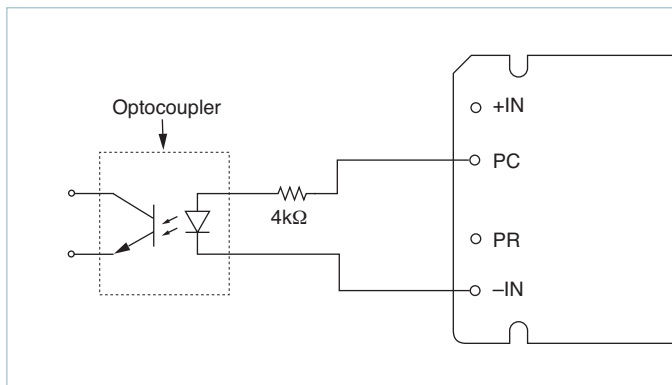 Optocoupler
4kΩ
+IN
PC
PR
–IN